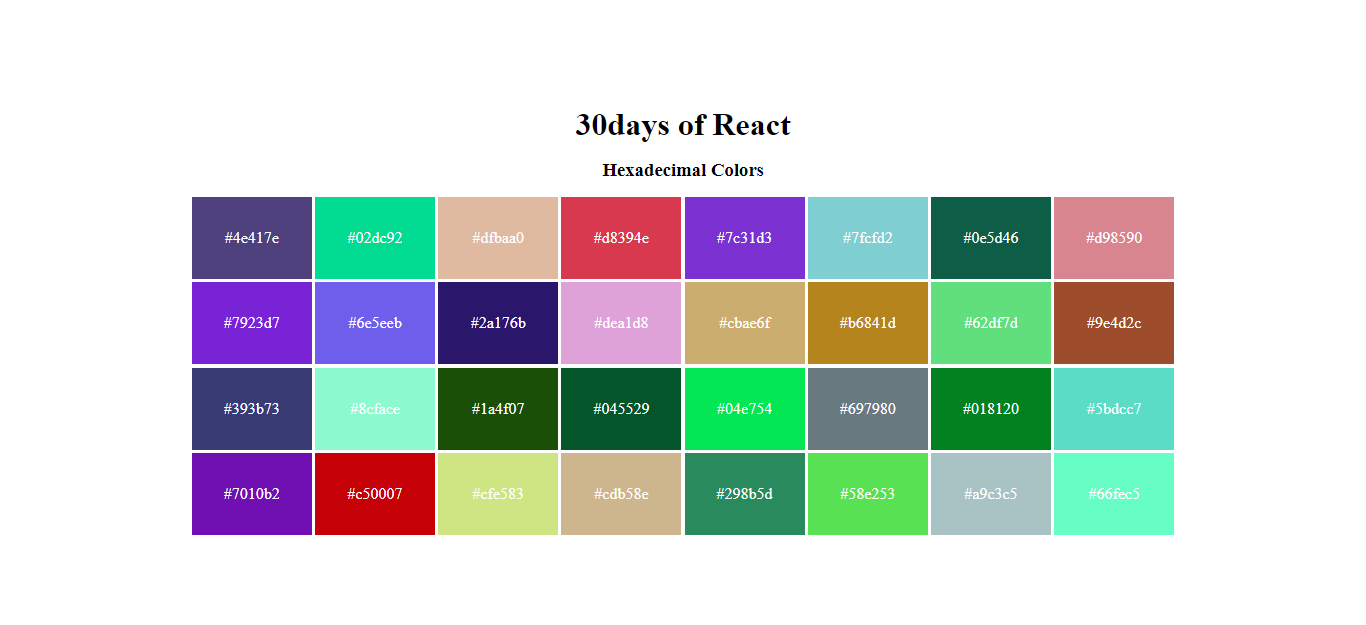 30days of React
Hexadecimal Colors
#4e417e #02dc92 #dfbaa0 #d8394e #7c31d3 #7fcfd2 #0e5d46 #d98590
#7923d7 #6e5eeb #2a176b #dea1d8 #cbae6f #b6841d #62df7d #9e4d2c
#393b73 #8cface #1a4f07 #045529 #04e754 #697980 #018120 #5bdcc7
#7010b2 #c50007 #cfe583 #cdb58e #298b5d #58e253 #a9c3c5 #66fec5